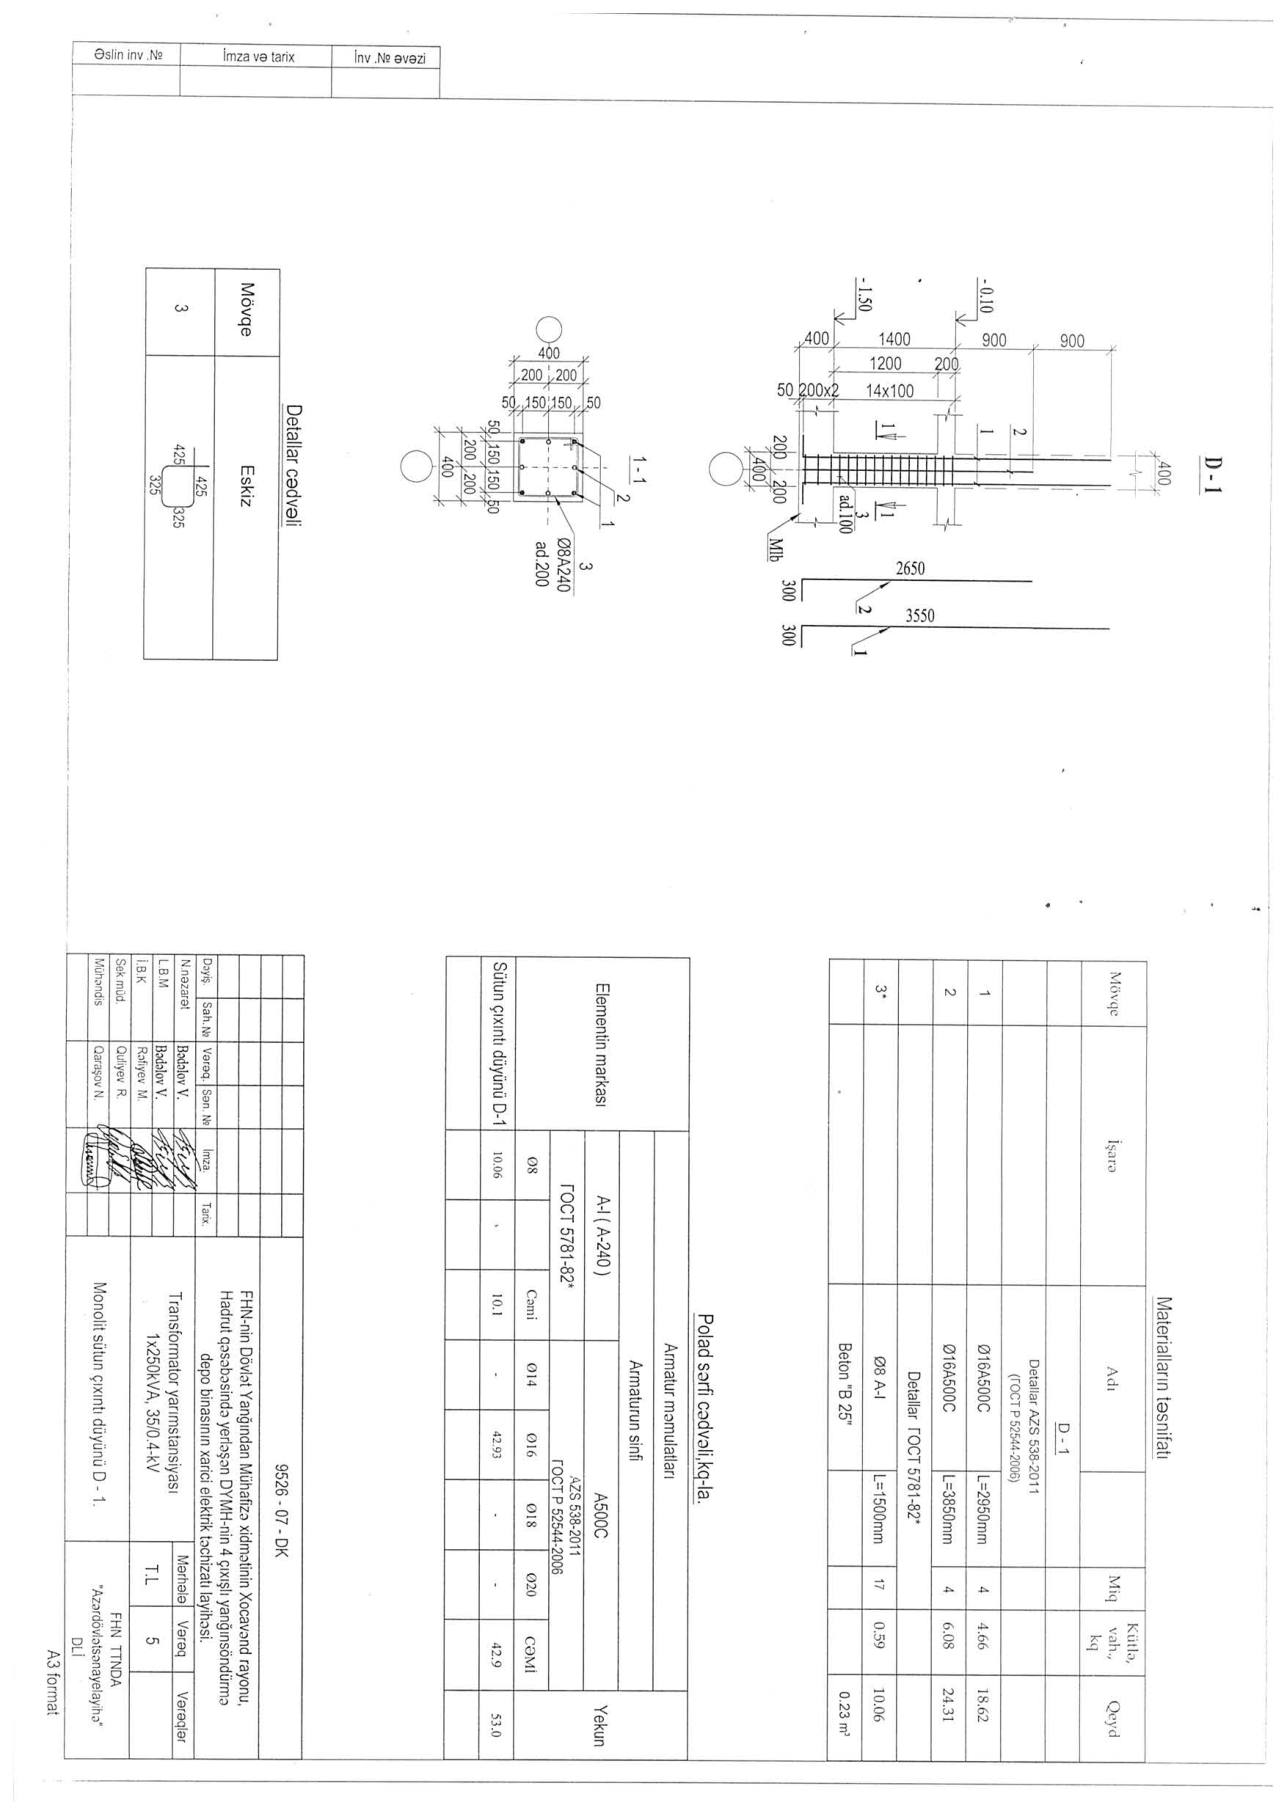 D - 1
400
- 0.10
- 1.50
900
900
1400
400
1200
200
14x100
200x2
50
2
1
1
1
3
ad.100
200
200
400
Mlb
2650
300
2
3550
300
1
1 - 1
400
200
200
50
150
150
50
50
150
150
50
200
200
400
2
1
3
Ø8A240
ad.200
Detallar cədvəli
Mövqe
Eskiz
3
425
425
325
325
Materialların təsnifatı
Mövqe
İşarə
Adı
Miq
Kütlə, vah., kq
Qeyd
D - 1
Detallar AZS 538-2011
(ГОСТ Р 52544-2006)
1 Ø16A500C L=2950mm 4 4.66 18.62
2 Ø16A500C L=3850mm 4 6.08 24.31
Detallar ГОСТ 5781-82*
3* Ø8 A-I L=1500mm 17 0.59 10.06
Beton "B 25" 0.23 m³
Polad sərfi cədvəli,kq-la.
Elementin markası
Armatur məmulatları
Yekun
Armaturun sinfi
A-I ( A-240 )
A500C
ГОСТ 5781-82*
AZS 538-2011
ГОСТ Р 52544-2006
Ø8 Cəmi Ø14 Ø16 Ø18 Ø20 CƏMİ
Sütun çıxıntı düyünü D-1 10.06 - 10.1 - 42.93 - - 42.9 53.0
9526 - 07 - DK
FHN-nin Dövlət Yanğından Mühafizə xidmətinin Xocavənd rayonu,
Hadrut qəsəbəsində yerləşən DYMH-nin 4 çıxışlı yanğınsöndürmə
depo binasının xarici elektrik təchizatı layihəsi.
Dəyiş. Sah.№ Vərəq. Sən. № İmza. Tarix.
N.nəzarət Bədəlov V.
L.B.M Bədəlov V.
İ.B.K Rəfiyev M.
Sek.müd. Quliyev R.
Mühəndis Qaraşov N.
Transformator yarımstansiyası
1x250kVA, 35/0.4-kV
Mərhələ Vərəq Vərəqlər
T.L 5
Monolit sütun çıxıntı düyünü D - 1.
FHN TTNDA
"Azərdövlətsənayelayihə"
DLİ
A3 format
Əslin inv .№
İmza və tarix
İnv .№ əvəzi